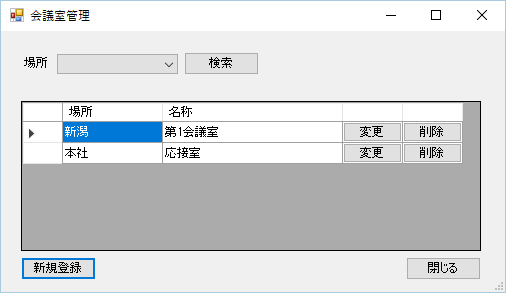 会議室管理
場所 検索
場所 名称
新潟 第1会議室 変更 削除
本社 応接室 変更 削除
新規登録 閉じる